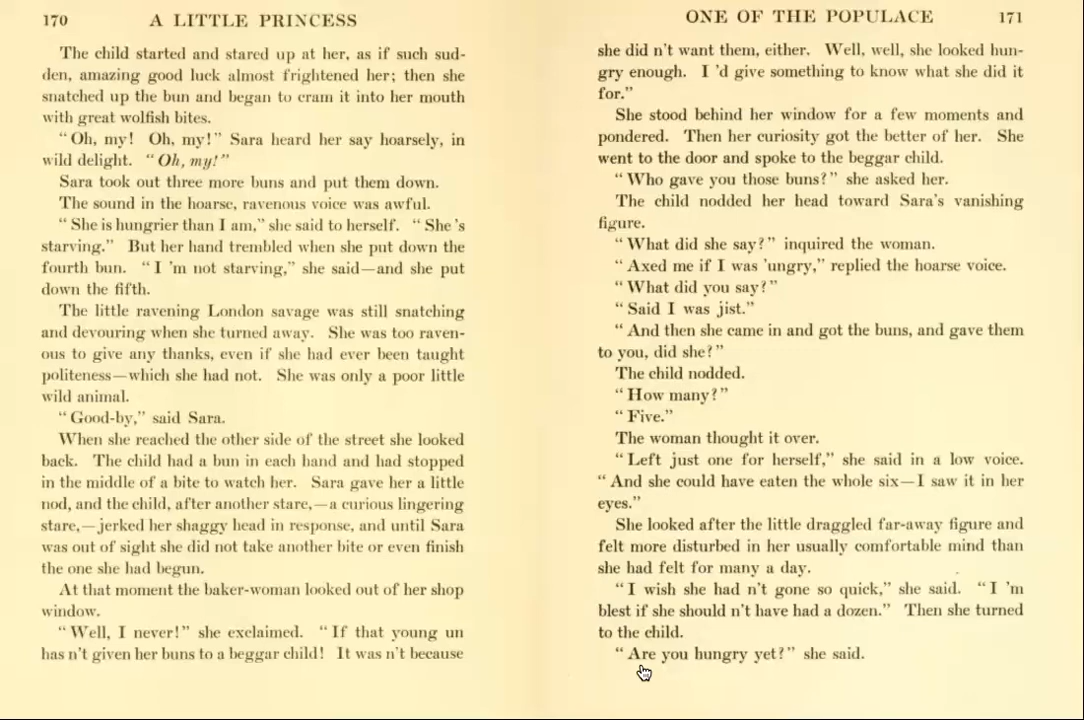 170 A LITTLE PRINCESS
The child started and stared up at her, as if such sud-
den, amazing good luck almost frightened her; then she
snatched up the bun and began to cram it into her mouth
with great wolfish bites.
“Oh, my! Oh, my!” Sara heard her say hoarsely, in
wild delight. “Oh, my!”
Sara took out three more buns and put them down.
The sound in the hoarse, ravenous voice was awful.
“She is hungrier than I am,” she said to herself. “She 's
starving.” But her hand trembled when she put down the
fourth bun. “I 'm not starving,” she said—and she put
down the fifth.
The little ravening London savage was still snatching
and devouring when she turned away. She was too raven-
ous to give any thanks, even if she had ever been taught
politeness—which she had not. She was only a poor little
wild animal.
“Good-by,” said Sara.
When she reached the other side of the street she looked
back. The child had a bun in each hand and had stopped
in the middle of a bite to watch her. Sara gave her a little
nod, and the child, after another stare,—a curious lingering
stare,—jerked her shaggy head in response, and until Sara
was out of sight she did not take another bite or even finish
the one she had begun.
At that moment the baker-woman looked out of her shop
window.
“Well, I never!” she exclaimed. “If that young un
has n't given her buns to a beggar child! It was n't because
ONE OF THE POPULACE 171
she did n't want them, either. Well, well, she looked hun-
gry enough. I 'd give something to know what she did it
for.”
She stood behind her window for a few moments and
pondered. Then her curiosity got the better of her. She
went to the door and spoke to the beggar child.
“Who gave you those buns?” she asked her.
The child nodded her head toward Sara's vanishing
figure.
“What did she say?” inquired the woman.
“Axed me if I was 'ungry,” replied the hoarse voice.
“What did you say?”
“Said I was jist.”
“And then she came in and got the buns, and gave them
to you, did she?”
The child nodded.
“How many?”
“Five.”
The woman thought it over.
“Left just one for herself,” she said in a low voice.
“And she could have eaten the whole six—I saw it in her
eyes.”
She looked after the little draggled far-away figure and
felt more disturbed in her usually comfortable mind than
she had felt for many a day.
“I wish she had n't gone so quick,” she said. “I 'm
blest if she should n't have had a dozen.” Then she turned
to the child.
“Are you hungry yet?” she said.